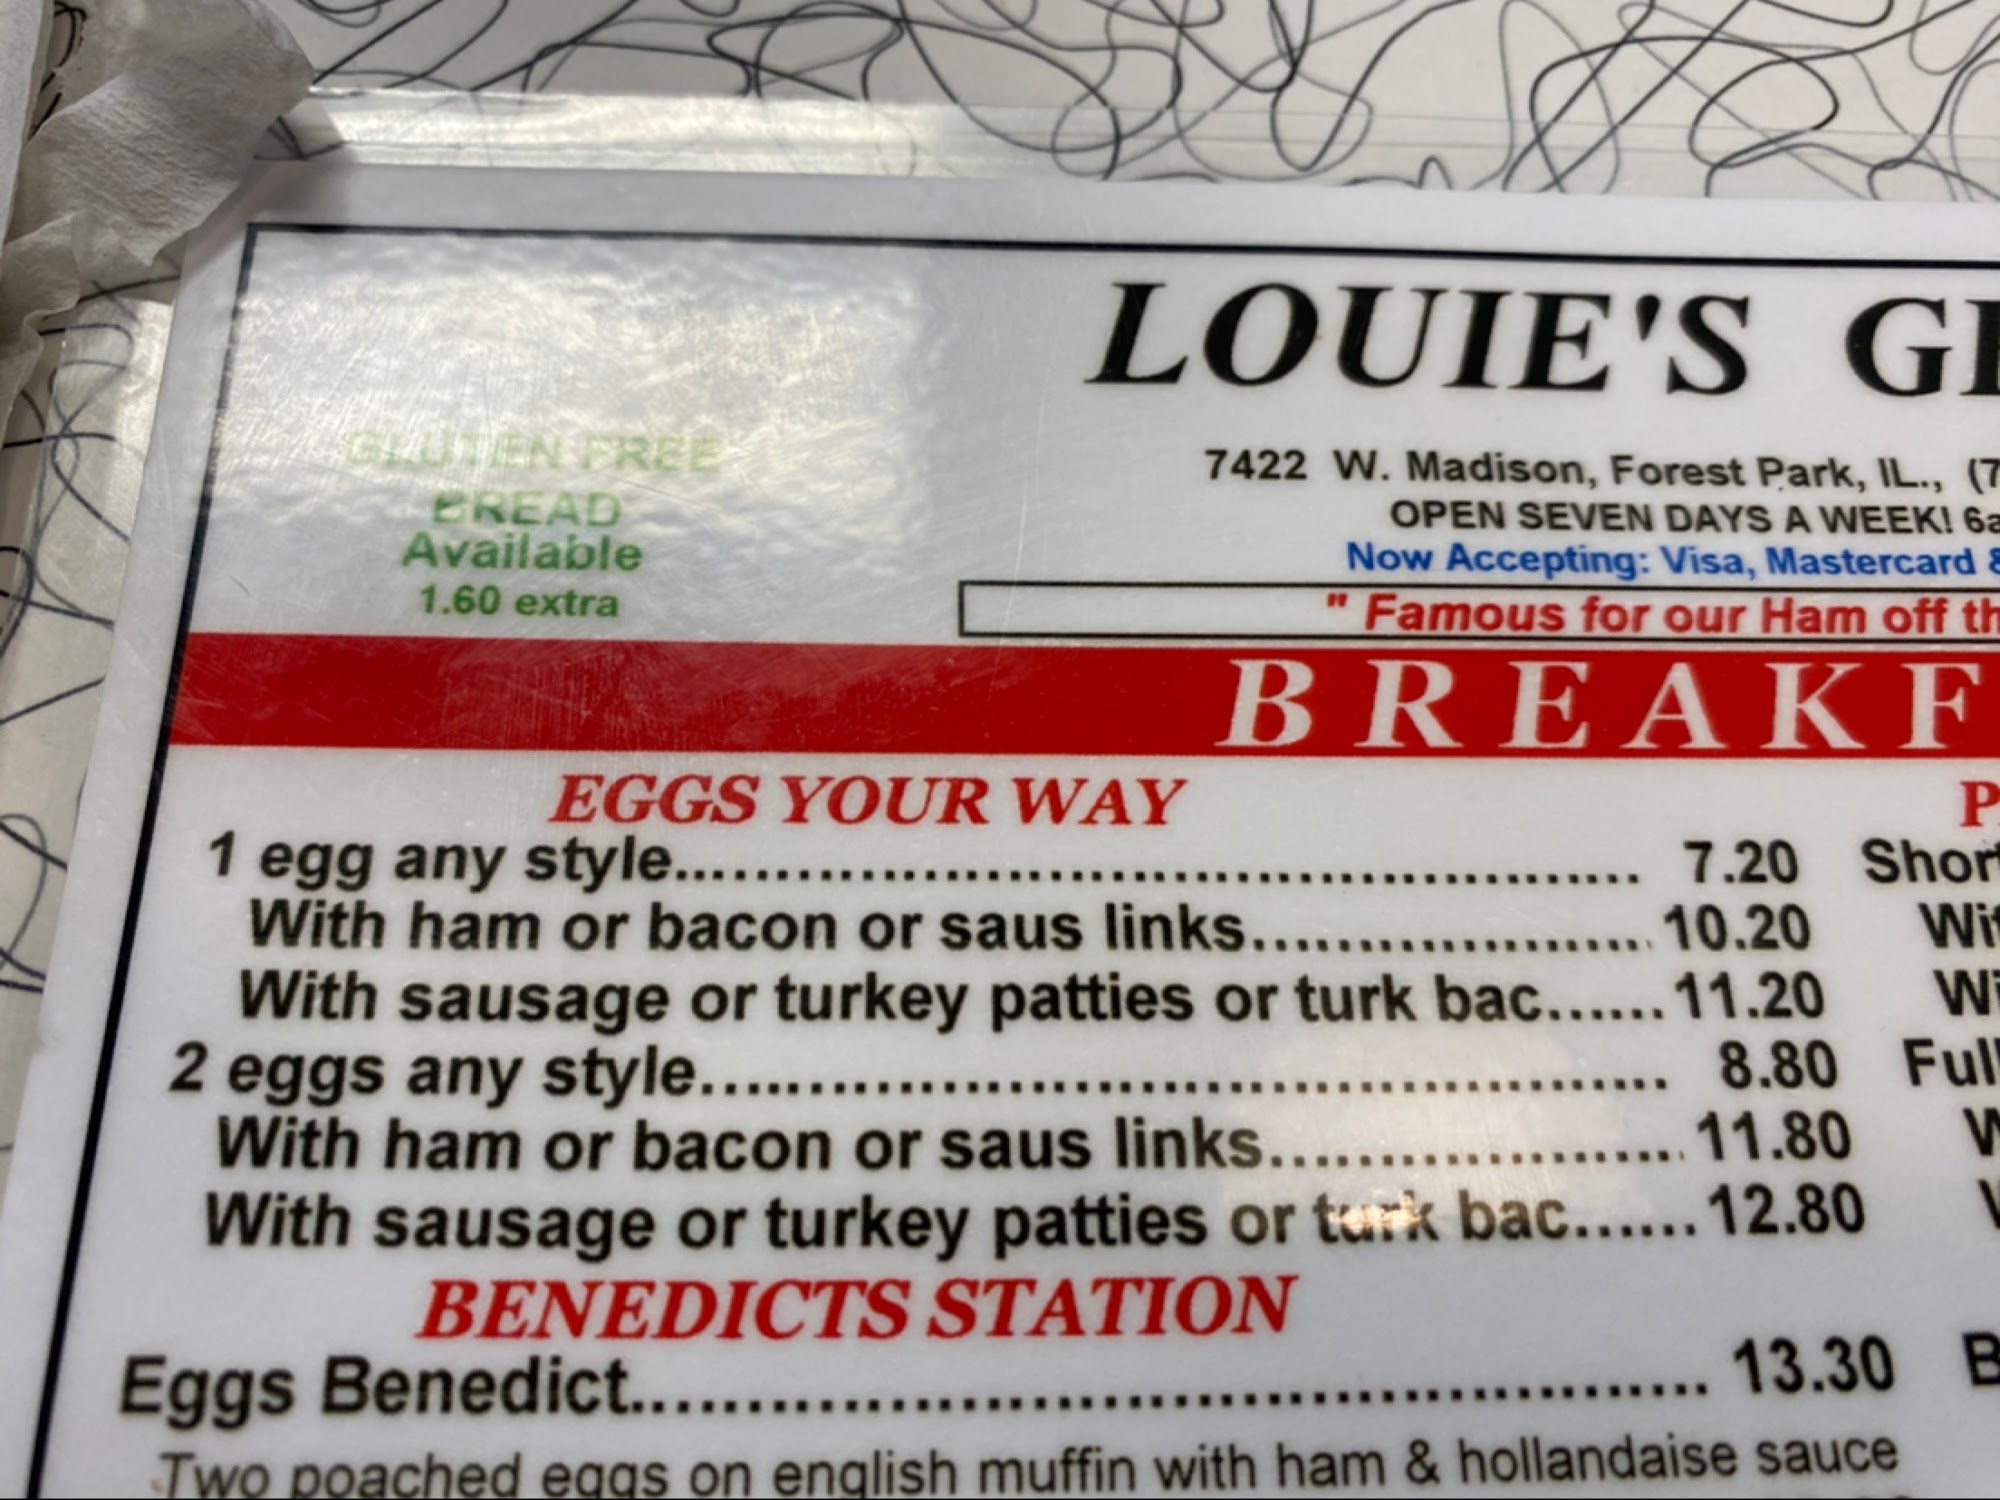 LOUIE'S
GLUTEN FREE
BREAD
Available
1.60 extra
7422 W. Madison, Forest Park, IL., (7
OPEN SEVEN DAYS A WEEK! 6a
Now Accepting: Visa, Mastercard &
" Famous for our Ham off th
BREAKF
EGGS YOUR WAY
1 egg any style........ 7.20
With ham or bacon or saus links........ 10.20
With sausage or turkey patties or turk bac...... 11.20
2 eggs any style........ 8.80
With ham or bacon or saus links........ 11.80
With sausage or turkey patties or turk bac...... 12.80
BENEDICTS STATION
Eggs Benedict........ 13.30
Two poached eggs on english muffin with ham & hollandaise sauce
Short
Full